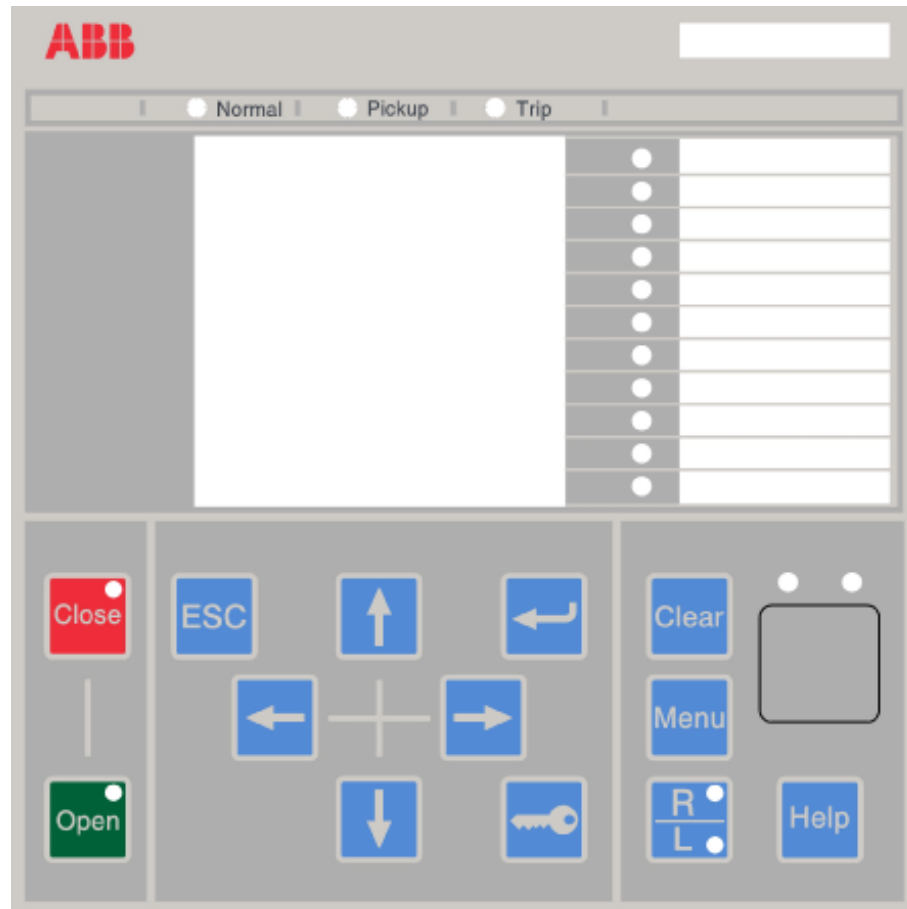 ABB
Normal Pickup Trip
Close
ESC
Clear
Menu
Open
R
L
Help